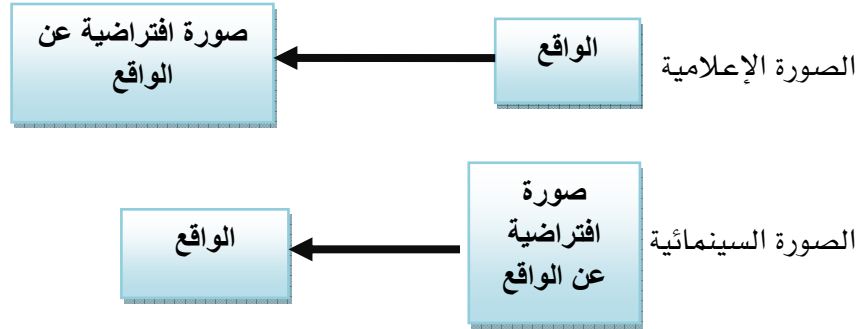 الصورة الإعلامية
الواقع
صورة افتراضية عن
الواقع
الصورة السينمائية
صورة
افتراضية
عن الواقع
الواقع